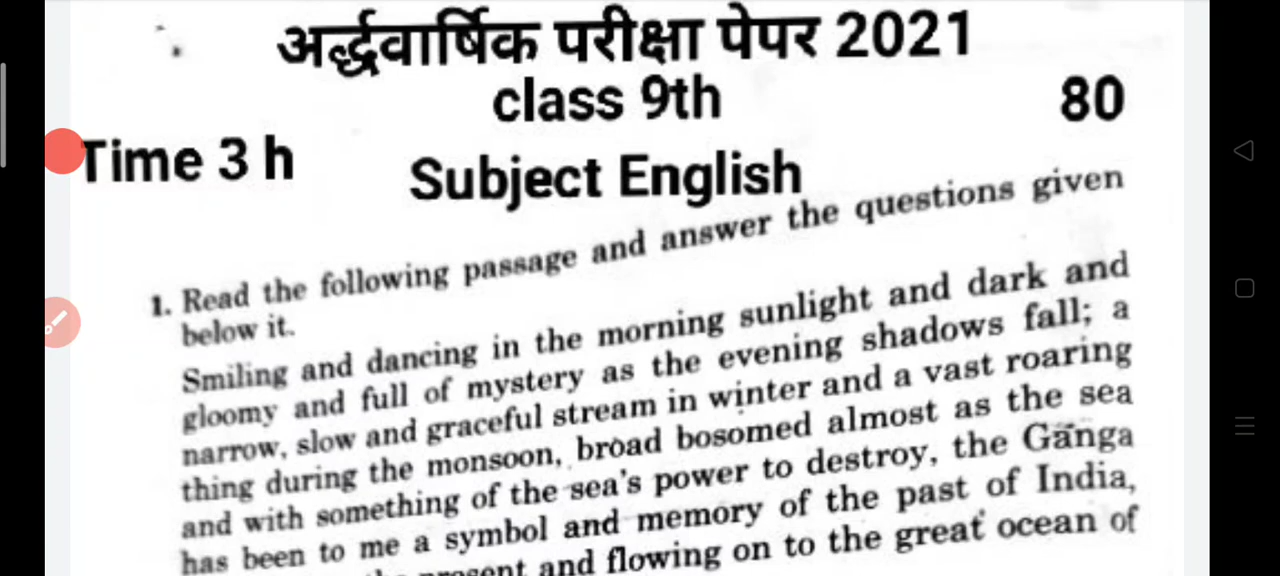 अर्द्धवार्षिक परीक्षा पेपर 2021
class 9th
80
Time 3 h
Subject English
1. Read the following passage and answer the questions given
below it.
Smiling and dancing in the morning sunlight and dark and
gloomy and full of mystery as the evening shadows fall; a
narrow, slow and graceful stream in winter and a vast roaring
thing during the monsoon, broad bosomed almost as the sea
and with something of the sea's power to destroy, the Ganga
has been to me a symbol and memory of the past of India,
present and flowing on to the great ocean of